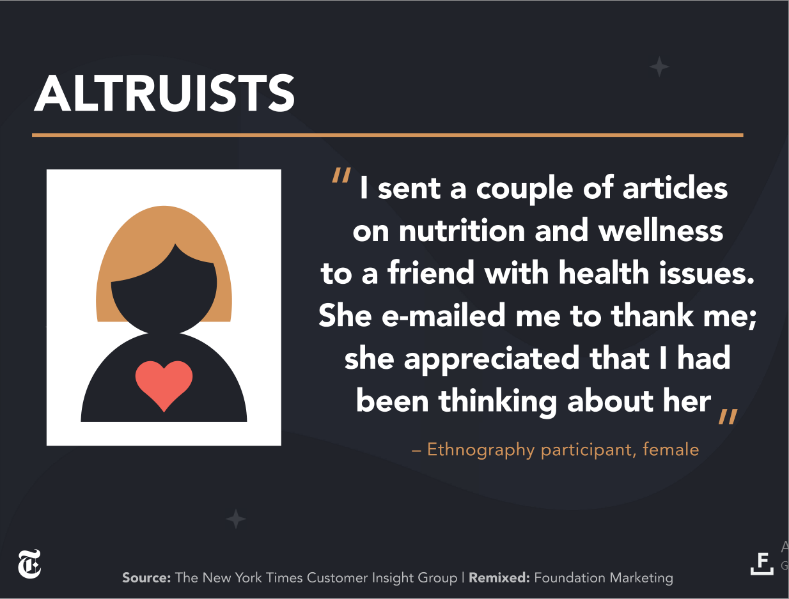 ALTRUISTS
" I sent a couple of articles
on nutrition and wellness
to a friend with health issues.
She e-mailed me to thank me;
she appreciated that I had
been thinking about her "
– Ethnography participant, female
T
F
A
G
Source: The New York Times Customer Insight Group | Remixed: Foundation Marketing